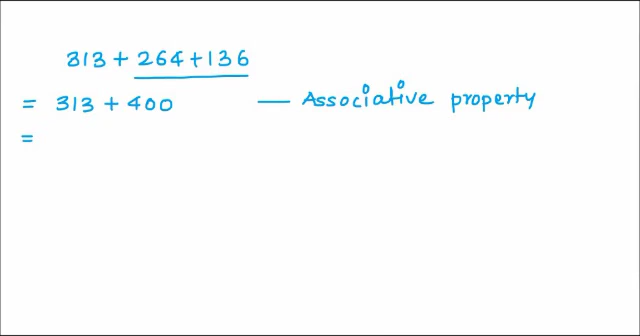 313 + 264 + 136
= 313 + 400 — Associative property
=